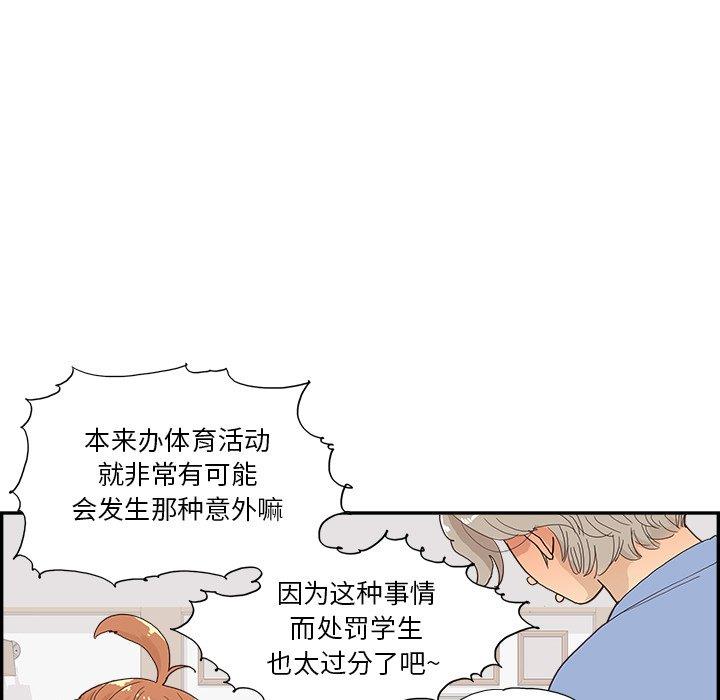 本来办体育活动
就非常有可能
会发生那种意外嘛
因为这种事情
而处罚学生
也太过分了吧~